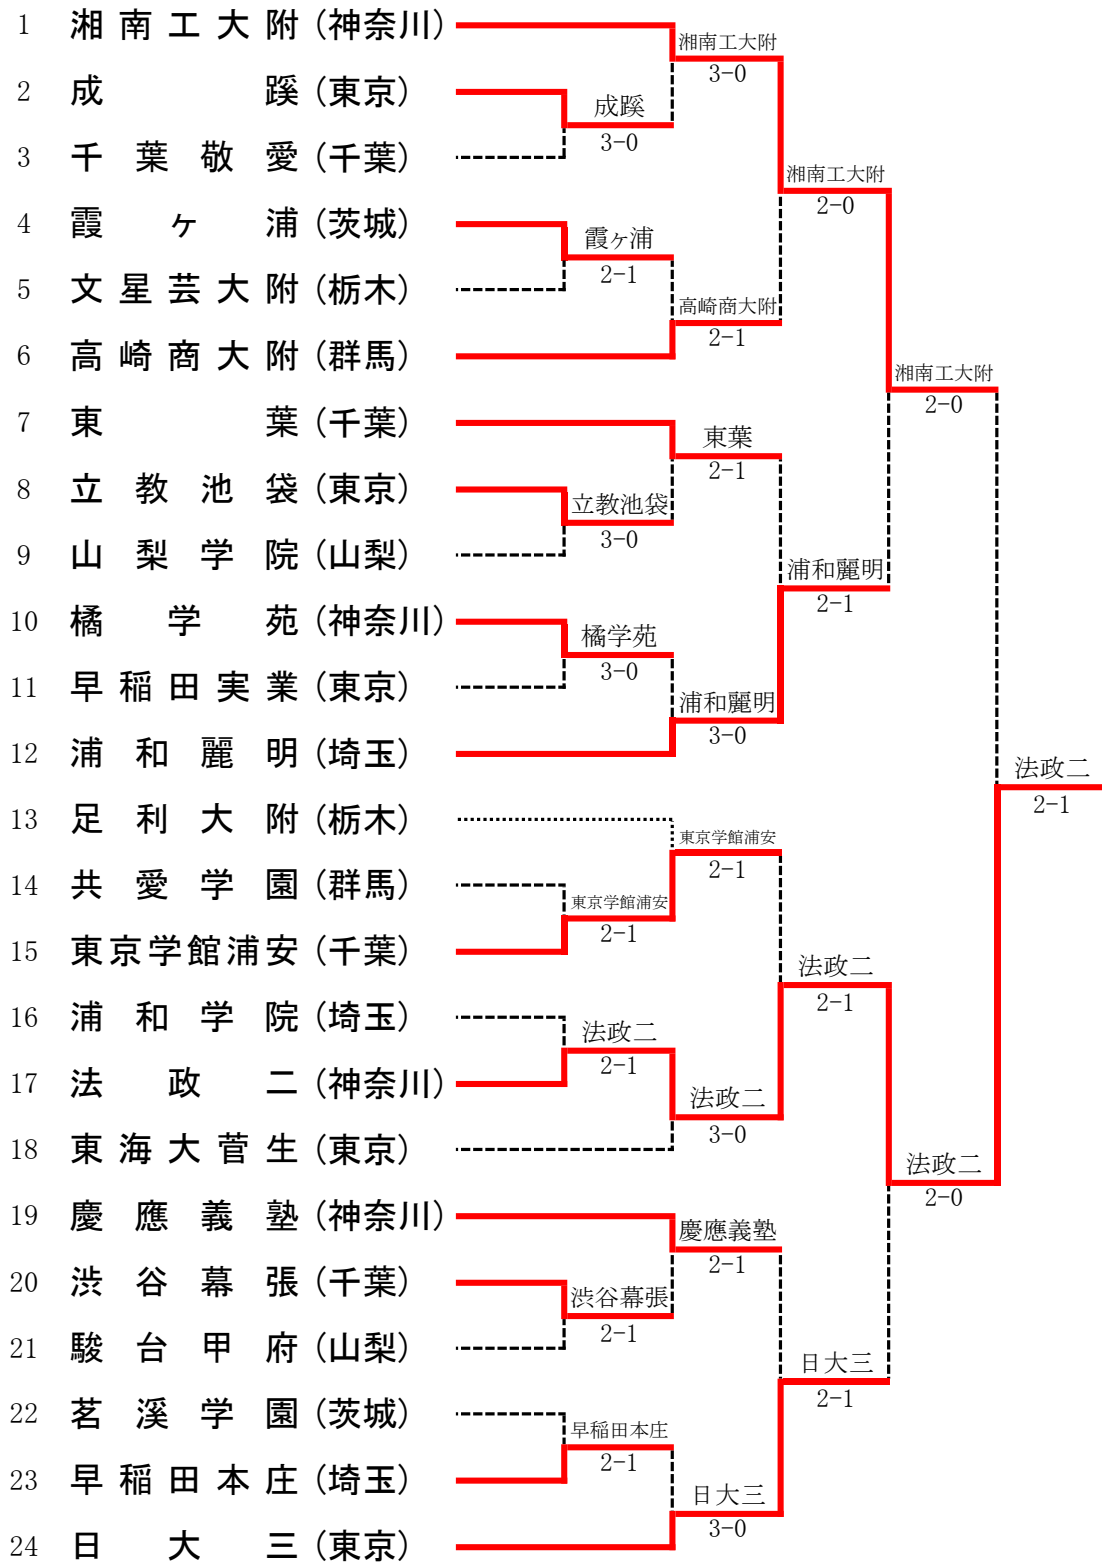 1 湘南工大附 (神奈川)
湘南工大附
3-0
2 成蹊 (東京)
成蹊
3-0
3 千葉敬愛 (千葉)
湘南工大附
2-0
4 霞ヶ浦 (茨城)
霞ヶ浦
2-1
5 文星芸大附 (栃木)
高崎商大附
2-1
6 高崎商大附 (群馬)
湘南工大附
2-0
7 東葉 (千葉)
東葉
2-1
8 立教池袋 (東京)
立教池袋
3-0
9 山梨学院 (山梨)
浦和麗明
2-1
10 橘学苑 (神奈川)
橘学苑
3-0
11 早稲田実業 (東京)
浦和麗明
3-0
12 浦和麗明 (埼玉)
法政二
2-1
13 足利大附 (栃木)
東京学館浦安
2-1
14 共愛学園 (群馬)
東京学館浦安
2-1
15 東京学館浦安 (千葉)
法政二
2-1
16 浦和学院 (埼玉)
法政二
2-1
17 法政二 (神奈川)
法政二
3-0
18 東海大菅生 (東京)
法政二
2-0
19 慶應義塾 (神奈川)
慶應義塾
2-1
20 渋谷幕張 (千葉)
渋谷幕張
2-1
21 駿台甲府 (山梨)
日大三
2-1
22 茗溪学園 (茨城)
早稲田本庄
2-1
23 早稲田本庄 (埼玉)
日大三
3-0
24 日大三 (東京)